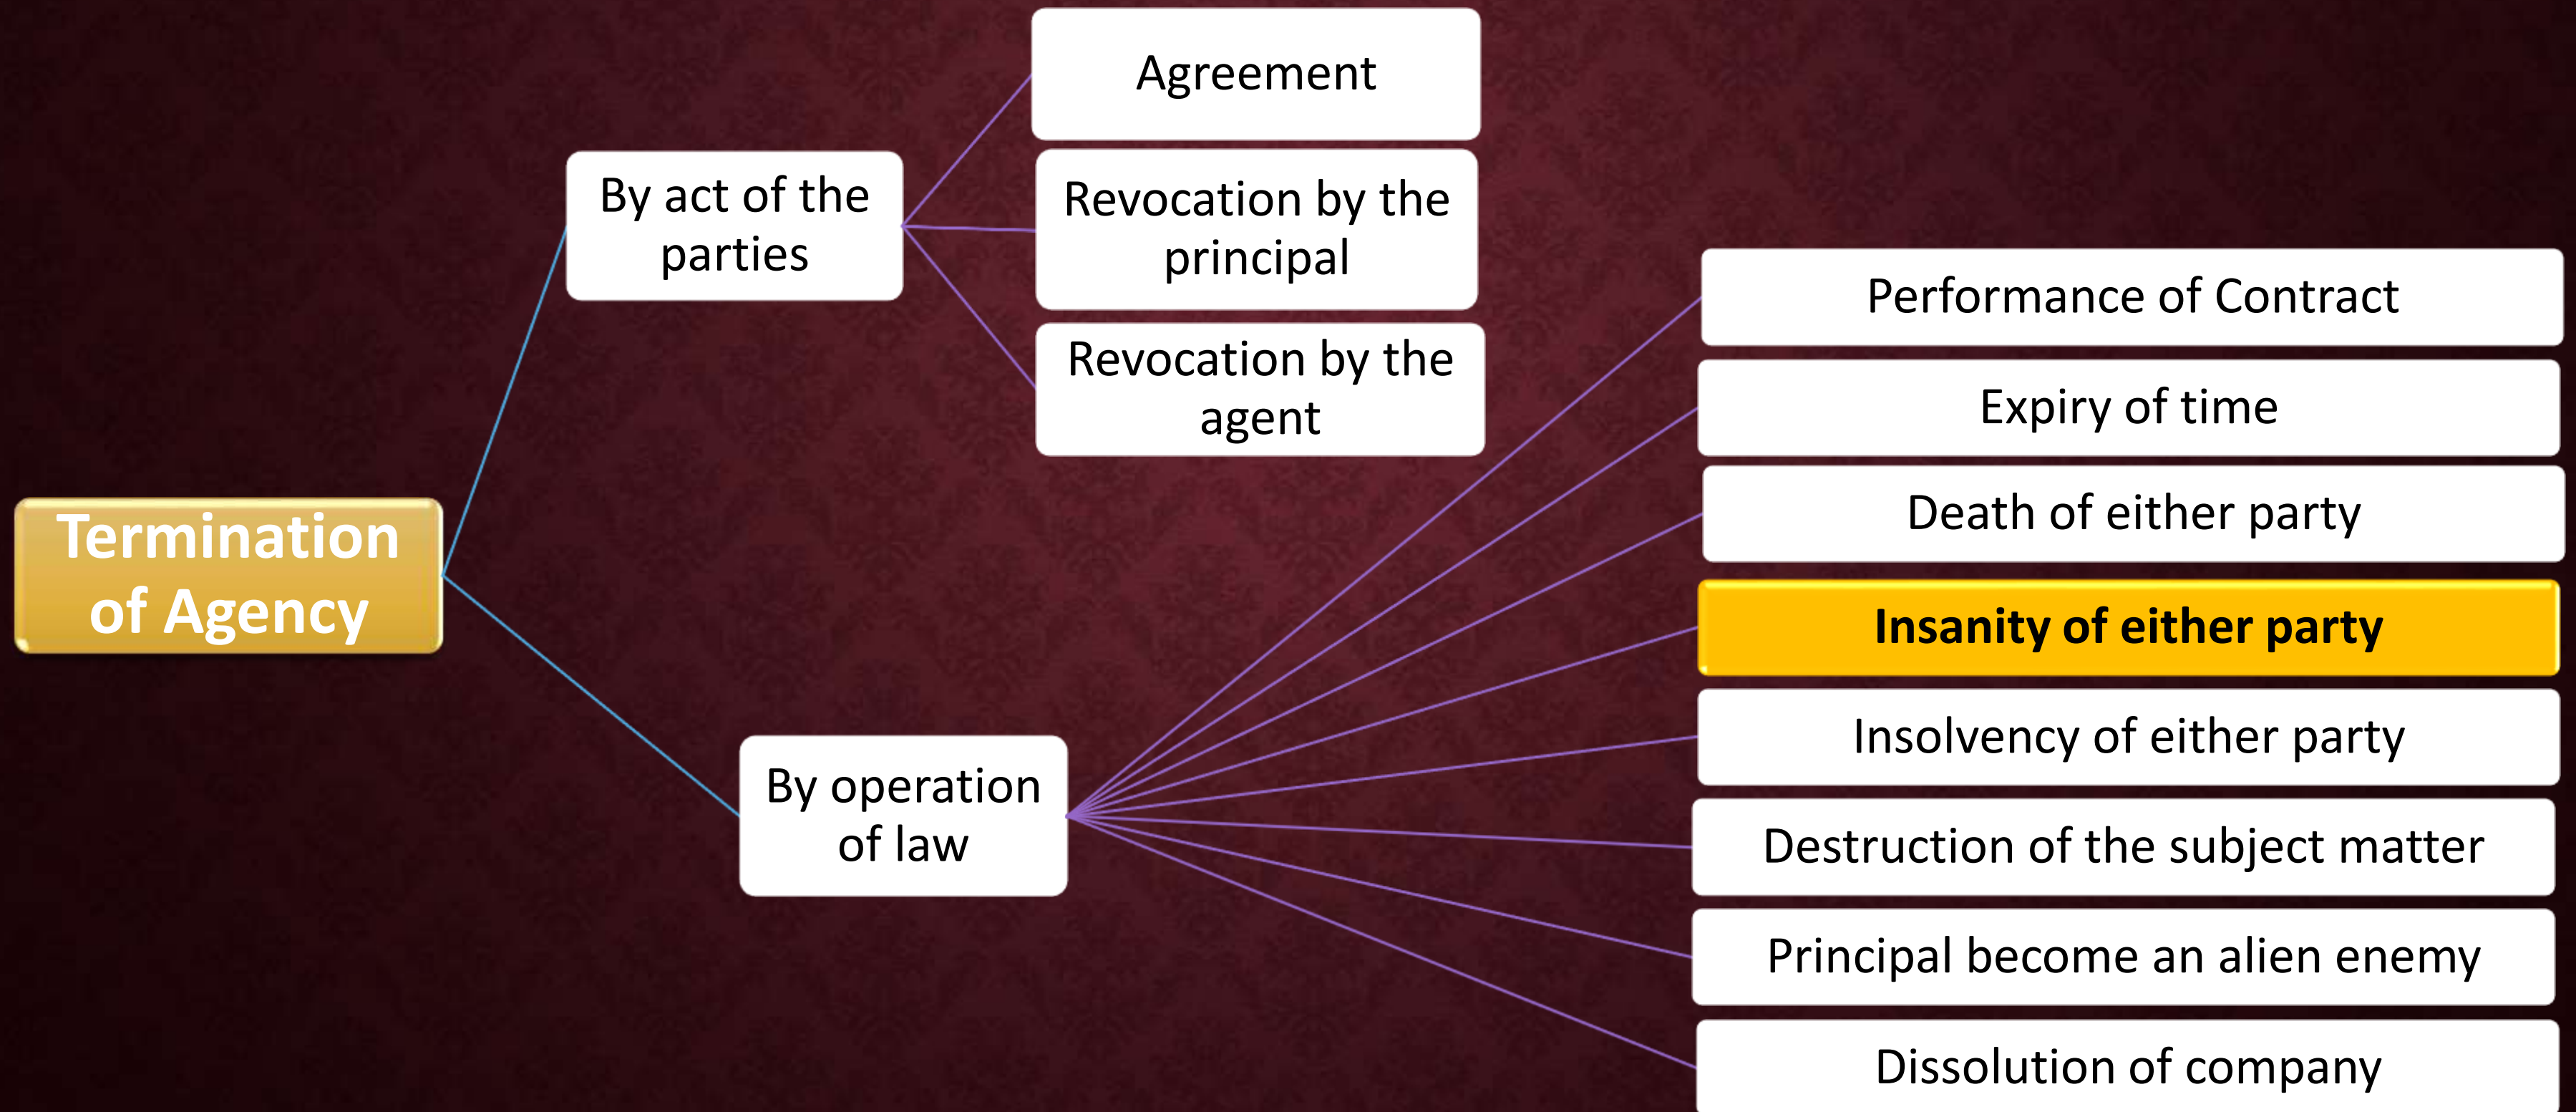 Termination
of Agency
By act of the
parties
Agreement
Revocation by the
principal
Revocation by the
agent
By operation
of law
Performance of Contract
Expiry of time
Death of either party
Insanity of either party
Insolvency of either party
Destruction of the subject matter
Principal become an alien enemy
Dissolution of company